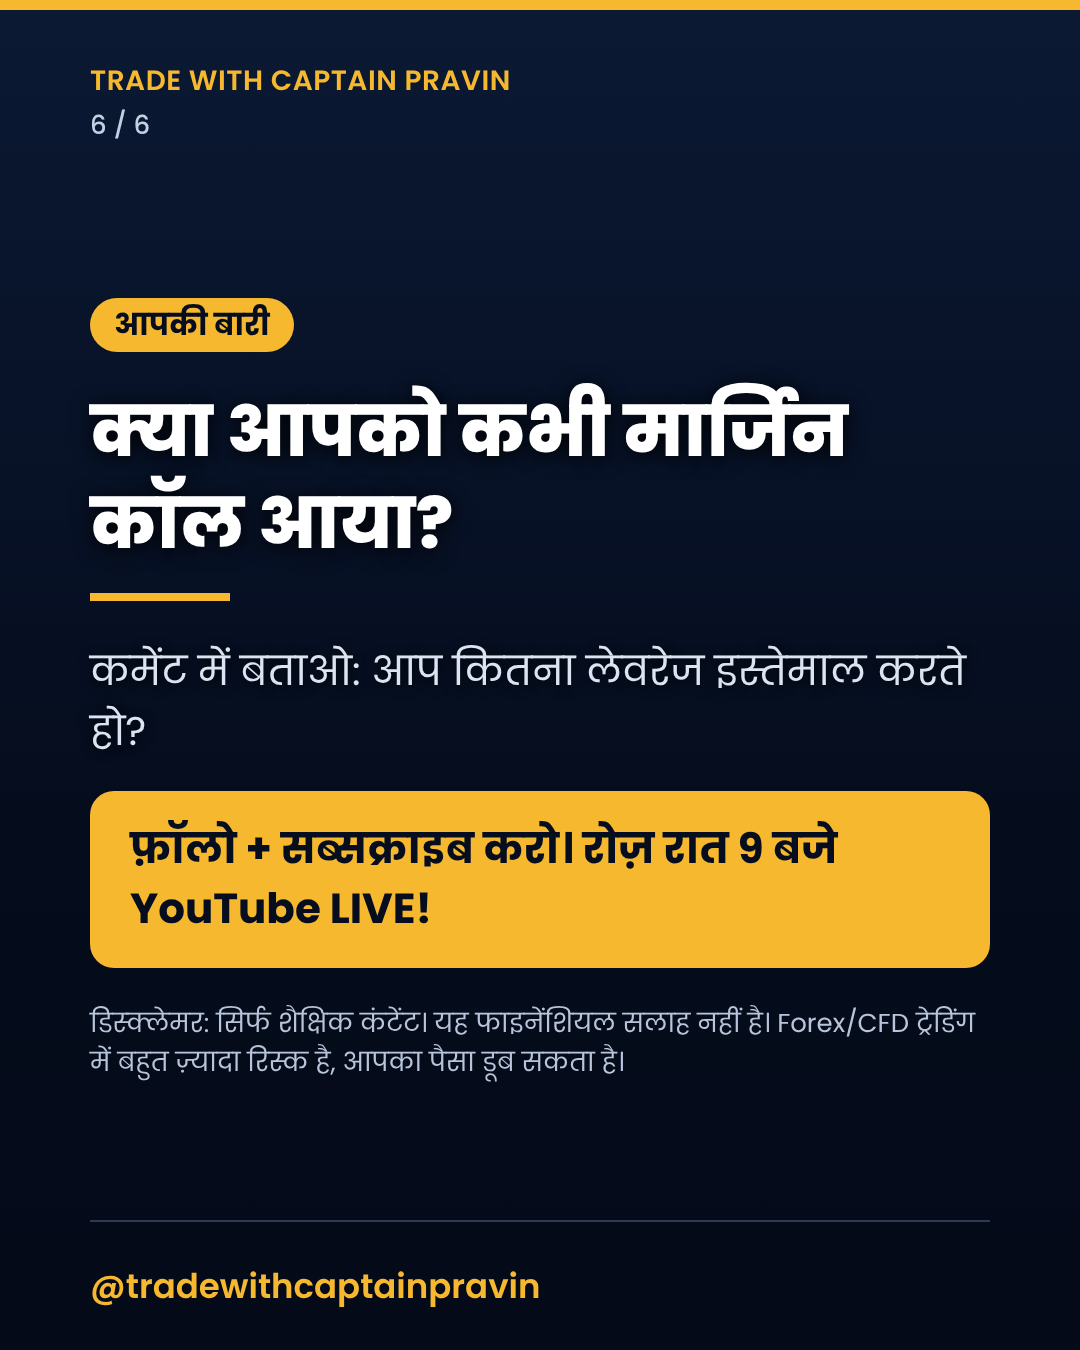 TRADE WITH CAPTAIN PRAVIN
6 / 6
आपकी बारी
क्या आपको कभी मार्जिन
कॉल आया?
कमेंट में बताओ: आप कितना लेवरेज इस्तेमाल करते
हो?
फ़ॉलो + सब्सक्राइब करो। रोज़ रात 9 बजे
YouTube LIVE!
डिस्क्लेमर: सिर्फ शैक्षिक कंटेंट। यह फाइनेंशियल सलाह नहीं है। Forex/CFD ट्रेडिंग
में बहुत ज़्यादा रिस्क है, आपका पैसा डूब सकता है।
@tradewithcaptainpravin